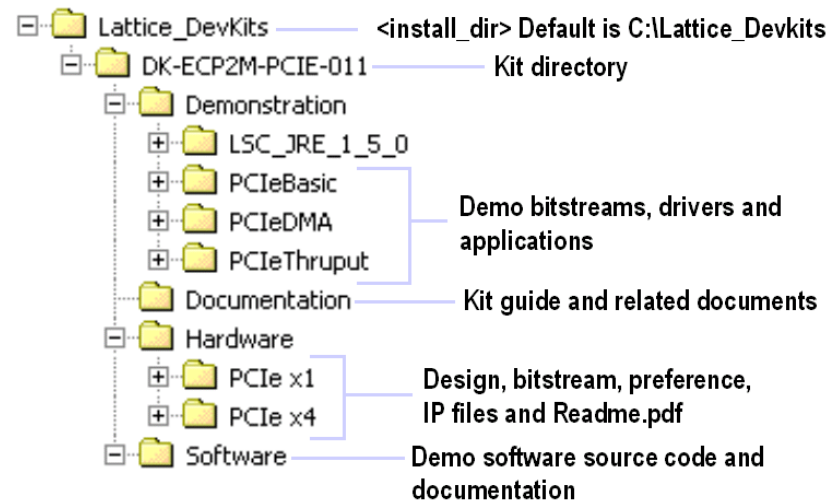 Lattice_DevKits <install_dir> Default is C:\Lattice_Devkits
DK-ECP2M-PCIE-011 Kit directory
Demonstration
LSC_JRE_1_5_0
PCIeBasic
PCIeDMA
PCIeThruput
Demo bitstreams, drivers and
applications
Documentation Kit guide and related documents
Hardware
PCIe x1
PCIe x4
Design, bitstream, preference,
IP files and Readme.pdf
Software Demo software source code and
documentation